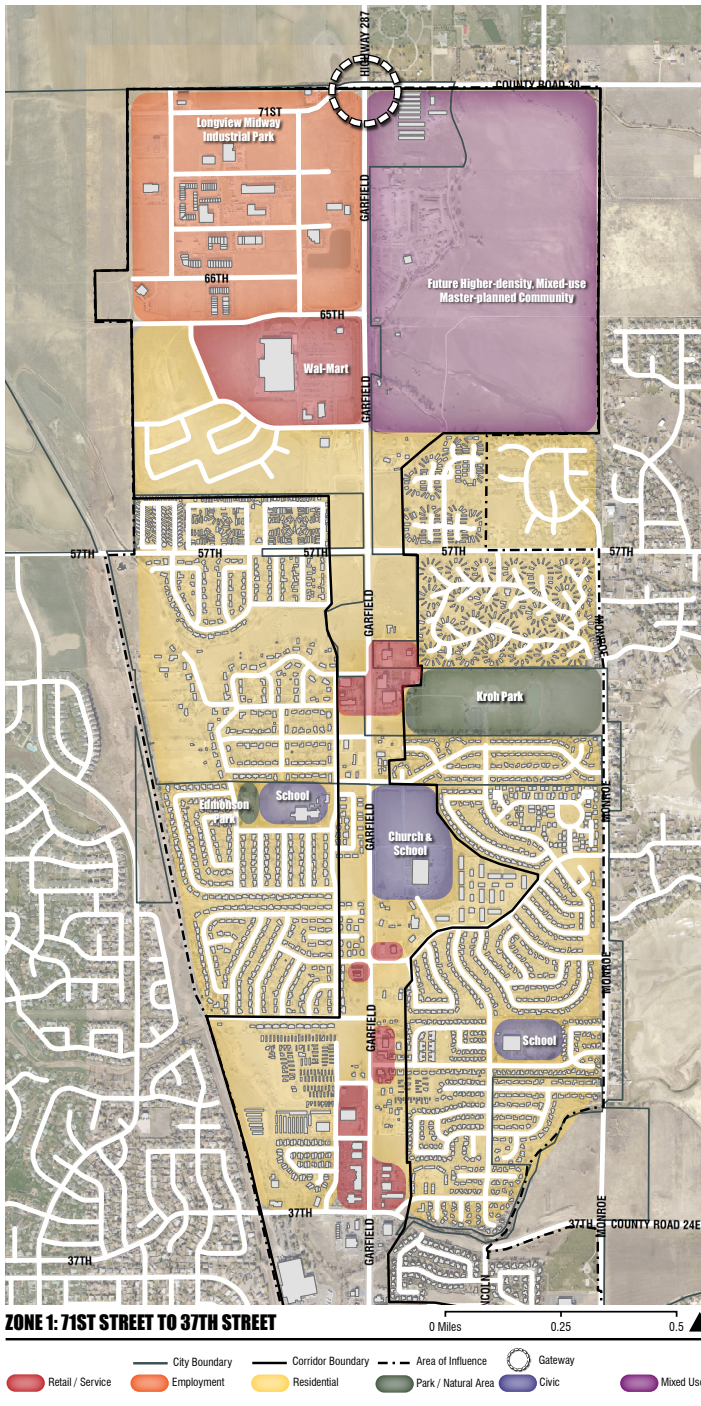 HIGHWAY 287
COUNTY ROAD 30
71ST
Longview Midway
Industrial Park
GARFIELD
66TH
Future Higher-density, Mixed-use
Master-planned Community
65TH
Wal-Mart
GARFIELD
57TH
57TH
57TH
57TH
57TH
GARFIELD
Kroh Park
MONROE
School
Edmonson
Park
GARFIELD
Church &
School
MONROE
GARFIELD
School
37TH
37TH
COUNTY ROAD 24E
MONROE
GARFIELD
37TH
NCOLN
ZONE 1: 71ST STREET TO 37TH STREET
0 Miles
0.25
0.5
City Boundary
Corridor Boundary
Area of Influence
Gateway
Retail / Service
Employment
Residential
Park / Natural Area
Civic
Mixed Use